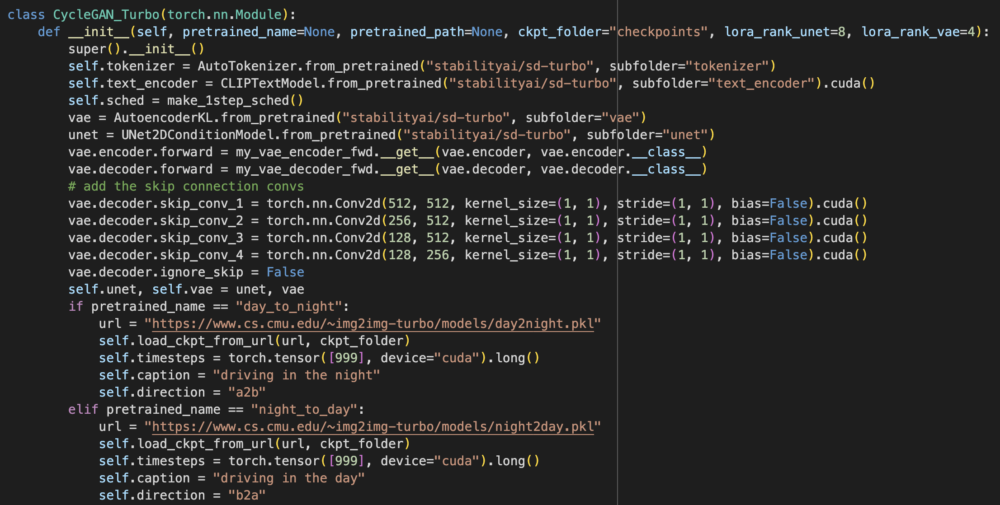 class CycleGAN_Turbo(torch.nn.Module):
    def __init__(self, pretrained_name=None, pretrained_path=None, ckpt_folder="checkpoints", lora_rank_unet=8, lora_rank_vae=4):
        super().__init__()
        self.tokenizer = AutoTokenizer.from_pretrained("stabilityai/sd-turbo", subfolder="tokenizer")
        self.text_encoder = CLIPTextModel.from_pretrained("stabilityai/sd-turbo", subfolder="text_encoder").cuda()
        self.sched = make_1step_sched()
        vae = AutoencoderKL.from_pretrained("stabilityai/sd-turbo", subfolder="vae")
        unet = UNet2DConditionModel.from_pretrained("stabilityai/sd-turbo", subfolder="unet")
        vae.encoder.forward = my_vae_encoder_fwd.__get__(vae.encoder, vae.encoder.__class__)
        vae.decoder.forward = my_vae_decoder_fwd.__get__(vae.decoder, vae.decoder.__class__)
        # add the skip connection convs
        vae.decoder.skip_conv_1 = torch.nn.Conv2d(512, 512, kernel_size=(1, 1), stride=(1, 1), bias=False).cuda()
        vae.decoder.skip_conv_2 = torch.nn.Conv2d(256, 512, kernel_size=(1, 1), stride=(1, 1), bias=False).cuda()
        vae.decoder.skip_conv_3 = torch.nn.Conv2d(128, 512, kernel_size=(1, 1), stride=(1, 1), bias=False).cuda()
        vae.decoder.skip_conv_4 = torch.nn.Conv2d(128, 256, kernel_size=(1, 1), stride=(1, 1), bias=False).cuda()
        vae.decoder.ignore_skip = False
        self.unet, self.vae = unet, vae
        if pretrained_name == "day_to_night":
            url = "https://www.cs.cmu.edu/~img2img-turbo/models/day2night.pkl"
            self.load_ckpt_from_url(url, ckpt_folder)
            self.timesteps = torch.tensor([999], device="cuda").long()
            self.caption = "driving in the night"
            self.direction = "a2b"
        elif pretrained_name == "night_to_day":
            url = "https://www.cs.cmu.edu/~img2img-turbo/models/night2day.pkl"
            self.load_ckpt_from_url(url, ckpt_folder)
            self.timesteps = torch.tensor([999], device="cuda").long()
            self.caption = "driving in the day"
            self.direction = "b2a"